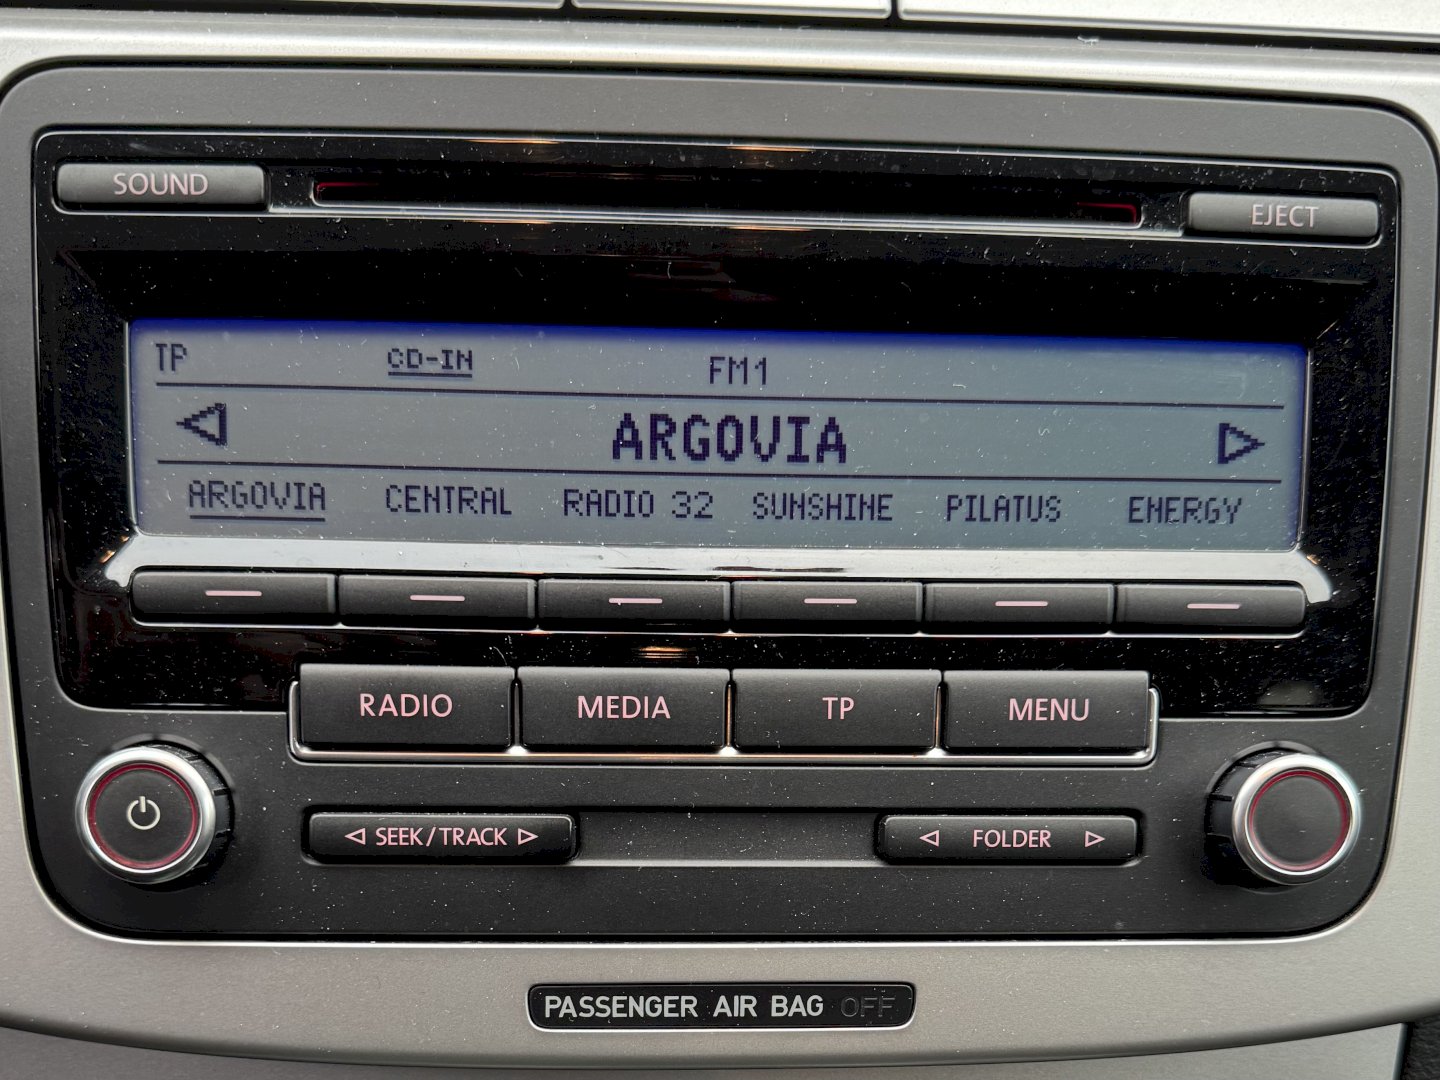 SOUND EJECT
TP CD-IN FM1
ARGOVIA
ARGOVIA CENTRAL RADIO 32 SUNSHINE PILATUS ENERGY
RADIO MEDIA TP MENU
SEEK/TRACK FOLDER
PASSENGER AIR BAG OFF